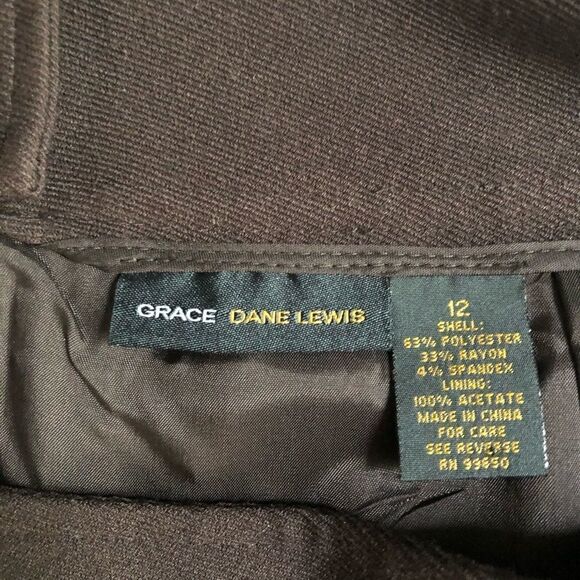 GRACE DANE LEWIS
12
SHELL:
63% POLYESTER
33% RAYON
4% SPANDEX
LINING:
100% ACETATE
MADE IN CHINA
FOR CARE
SEE REVERSE
RN 99650